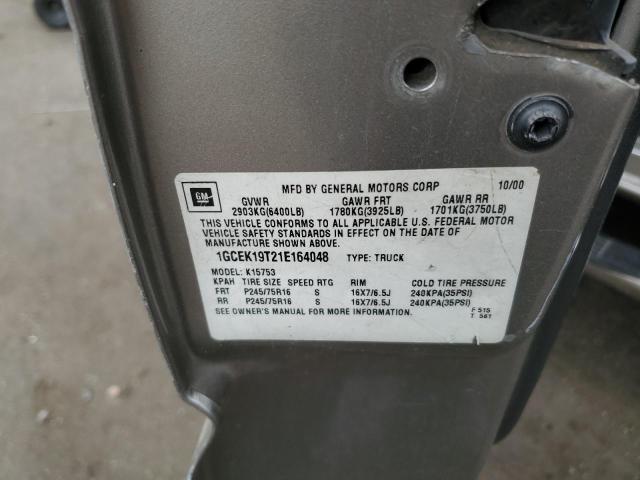 MFD BY GENERAL MOTORS CORP 10/00
GM
GVWR GAWR FRT GAWR RR
2903KG(6400LB) 1780KG(3925LB) 1701KG(3750LB)
THIS VEHICLE CONFORMS TO ALL APPLICABLE U.S. FEDERAL MOTOR
VEHICLE SAFETY STANDARDS IN EFFECT ON THE DATE OF
MANUFACTURE SHOWN ABOVE.
1GCEK19T21E164048 TYPE: TRUCK
MODEL: K15753
KPAH TIRE SIZE SPEED RTG RIM COLD TIRE PRESSURE
FRT P245/75R16 S 16X7/6.5J 240KPA(35PSI)
RR P245/75R16 S 16X7/6.5J 240KPA(35PSI)
SEE OWNER'S MANUAL FOR MORE INFORMATION.
F 51S
T 56T